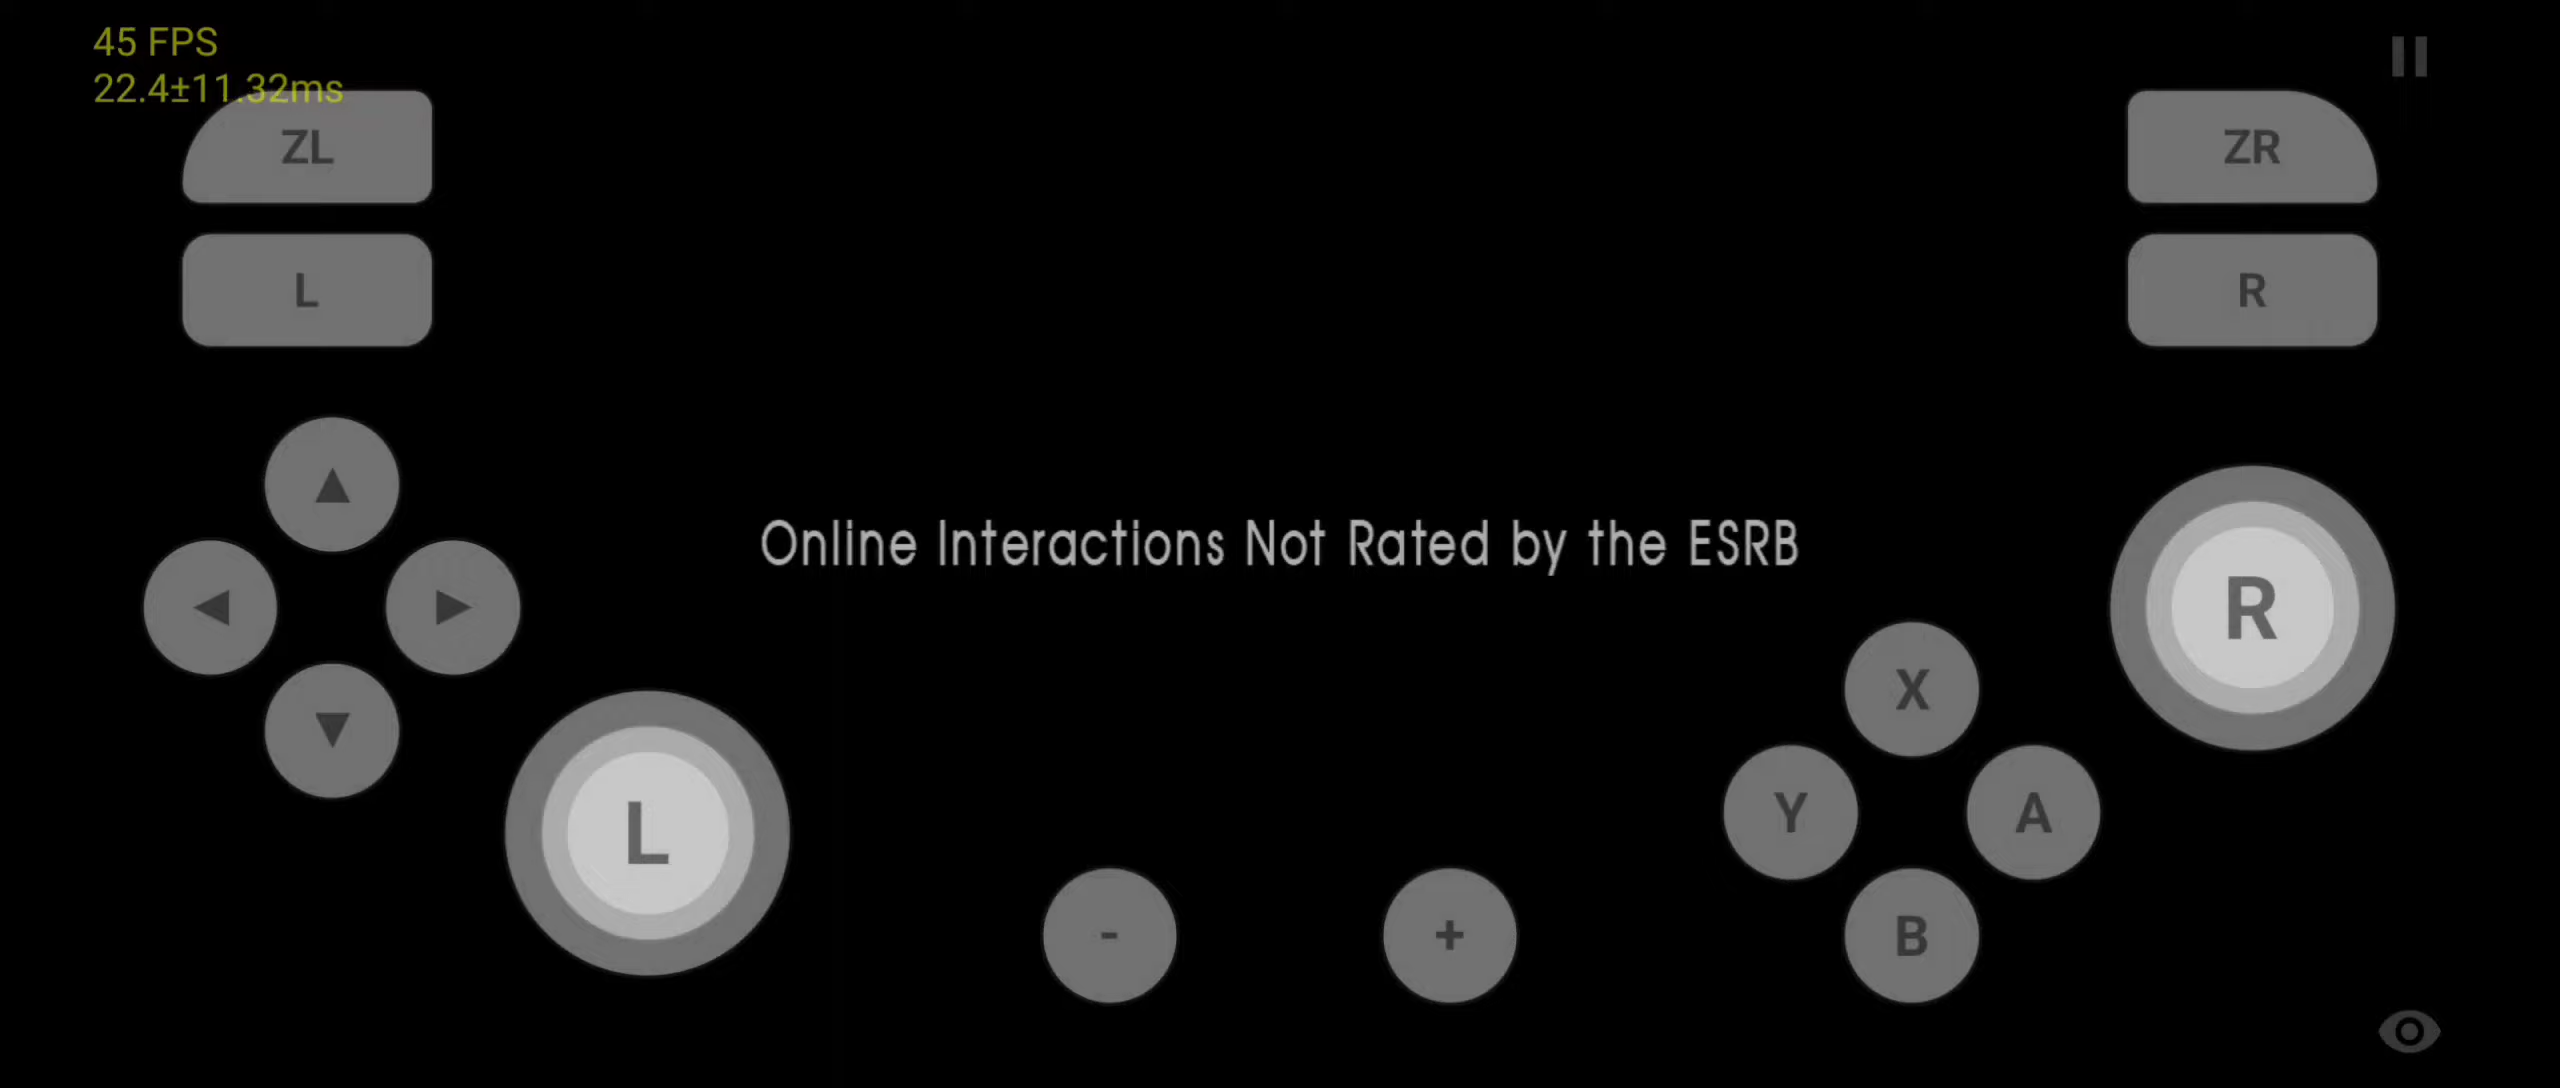 45 FPS
22.4±11.32ms
ZL
ZR
L
R
Online Interactions Not Rated by the ESRB
R
X
Y
A
L
B
-
+